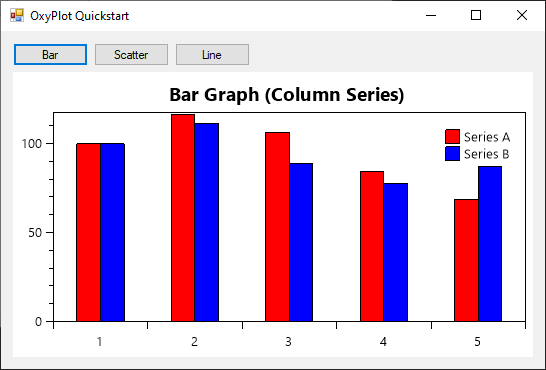 OxyPlot Quickstart
Bar Scatter Line
Bar Graph (Column Series)
100
50
0
Series A
Series B
1 2 3 4 5